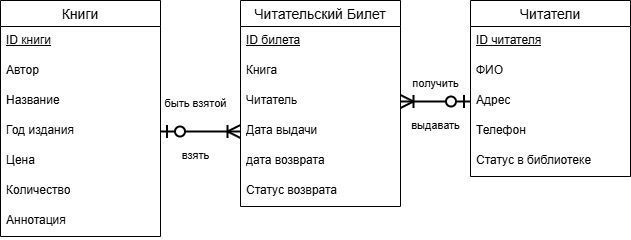 Книги
ID книги
Автор
Название
Год издания
Цена
Количество
Аннотация
быть взятой
взять
Читательский Билет
ID билета
Книга
Читатель
Дата выдачи
дата возврата
Статус возврата
получить
выдавать
Читатели
ID читателя
ФИО
Адрес
Телефон
Статус в библиотеке